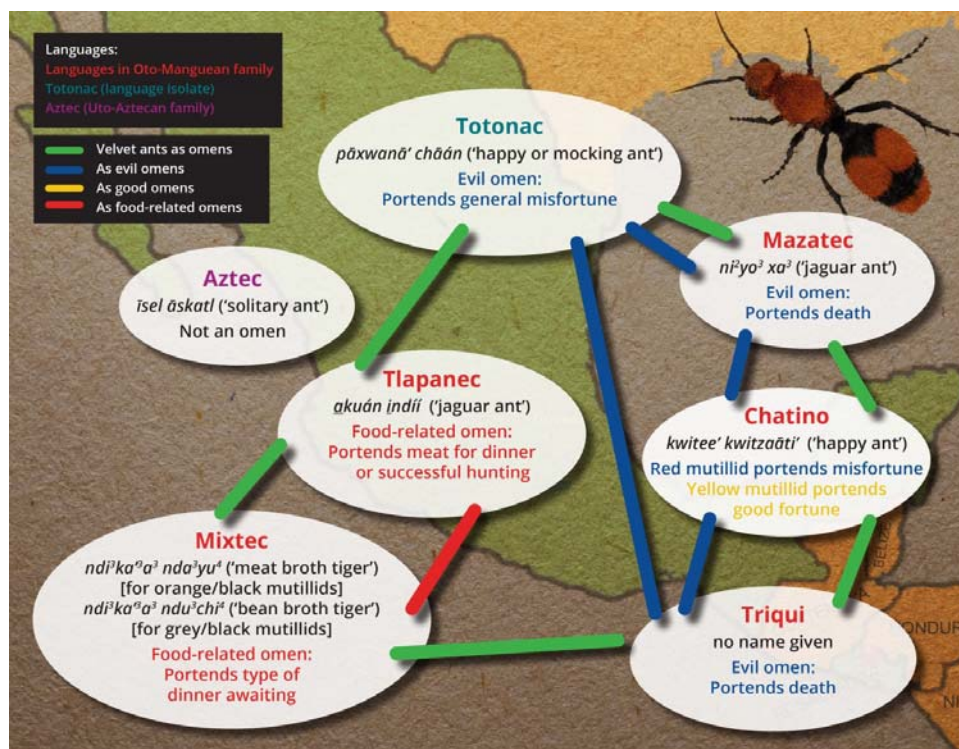 Languages:
Languages in Oto-Manguean family
Totonac (language isolate)
Aztec (Uto-Aztecan family)
Velvet ants as omens
As evil omens
As good omens
As food-related omens
Totonac
pāxwanā’ chāán (‘happy or mocking ant’)
Evil omen:
Portends general misfortune
Mazatec
ni²yo³ xa³ (‘jaguar ant’)
Evil omen:
Portends death
Aztec
īsel āskatl (‘solitary ant’)
Not an omen
Tlapanec
a̲kuán i̲ndíí (‘jaguar ant’)
Food-related omen:
Portends meat for dinner
or successful hunting
Chatino
kwitee’ kwitzaāti’ (‘happy ant’)
Red mutillid portends misfortune
Yellow mutillid portends
good fortune
Mixtec
ndi³ka’³a³ nda³yu⁴ (‘meat broth tiger’)
[for orange/black mutillids]
ndi³ka’³a³ ndu³chi⁴ (‘bean broth tiger’)
[for grey/black mutillids]
Food-related omen:
Portends type of
dinner awaiting
Triqui
no name given
Evil omen:
Portends death
BELIZE
ONDUR
NI